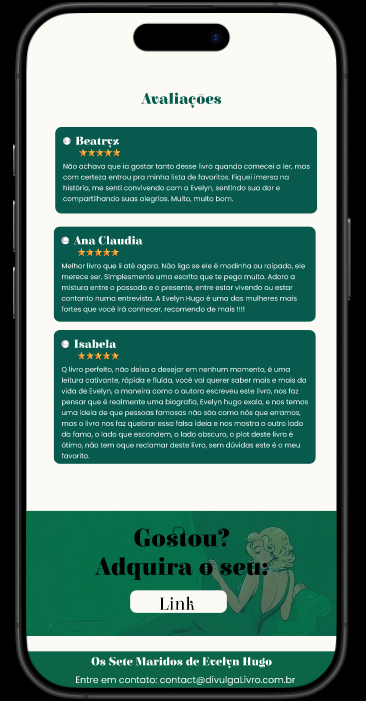 Avaliações
Beatryz
Não achava que ia gostar tanto desse livro quando comecei a ler, mas
com certeza entrou pra minha lista de favoritos. Fiquei imersa na
história, me senti convivendo com a Evelyn, sentindo sua dor e
compartilhando suas alegrias. Muito, muito bom.
Ana Claudia
Melhor livro que li até agora. Não ligo se ele é modinha ou raipado, ele
merece ser. Simplesmente uma escrita que te pega muito. Adoro a
mistura entre o passado e o presente, entre estar vivendo ou estar
contanto numa entrevista. A Evelyn Hugo é uma das mulheres mais
fortes que você irá conhecer, recomendo de mais !!!!
Isabela
O livro perfeito, não deixa a desejar em nenhum momento, é uma
leitura cativante, rápida e fluida, você vai querer saber mais e mais da
vida de Evelyn, a maneira como a autora escreveu este livro, nos faz
pensar que é realmente uma biografia, Evelyn hugo exala, e nos temos
uma ideia de que pessoas famosas não são como nós que erramos,
mas o livro nos faz quebrar essa falsa ideia e nos mostra o outro lado
da fama, o lado que escondem, o lado obscuro, o plot deste livro é
ótimo, não tem oque reclamar deste livro, sem dúvidas este é o meu
favorito.
Gostou?
Adquira o seu:
Link
Os Sete Maridos de Evelyn Hugo
Entre em contato: contact@divulgaLivro.com.br